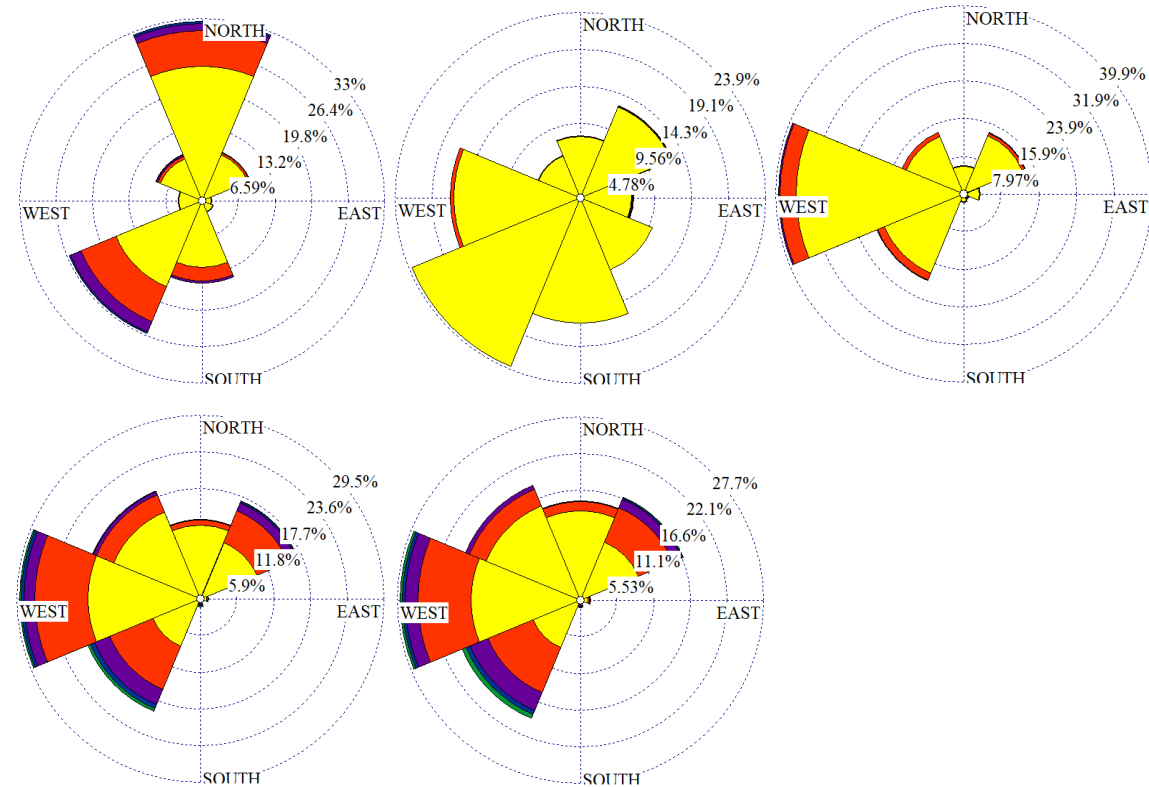 NORTH
33%
26.4%
19.8%
13.2%
6.59%
WEST
EAST
SOUTH
NORTH
23.9%
19.1%
14.3%
9.56%
4.78%
WEST
EAST
SOUTH
NORTH
39.9%
31.9%
23.9%
15.9%
7.97%
WEST
EAST
SOUTH
NORTH
29.5%
23.6%
17.7%
11.8%
5.9%
WEST
EAST
SOUTH
NORTH
27.7%
22.1%
16.6%
11.1%
5.53%
WEST
EAST
SOUTH